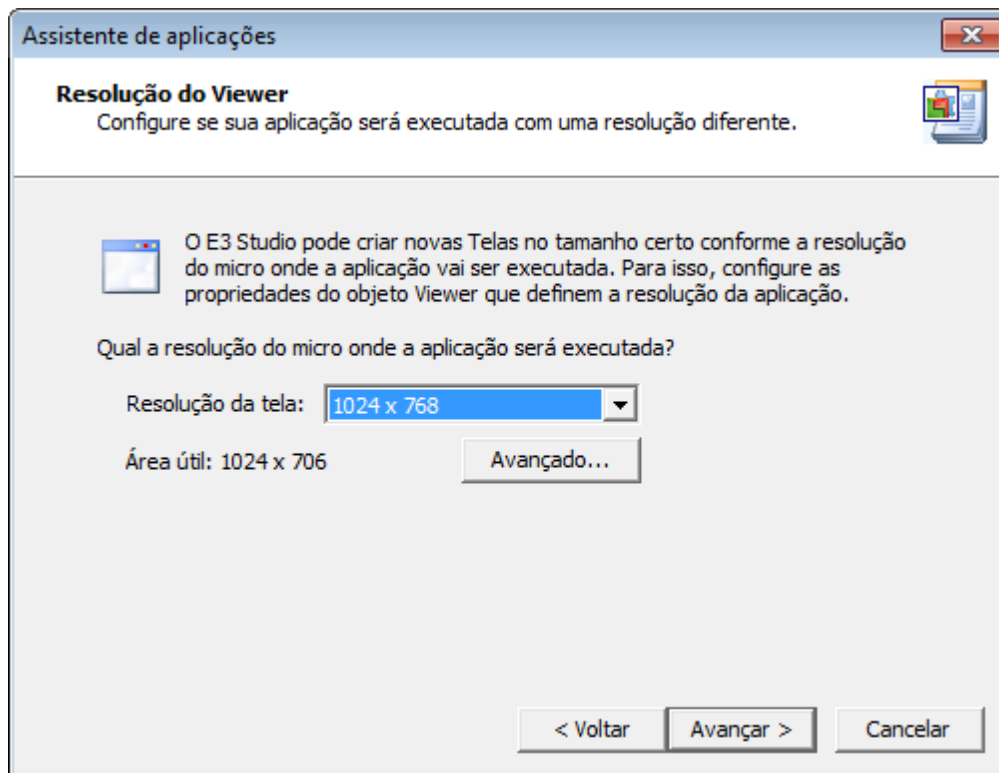 Assistente de aplicações
Resolução do Viewer
Configure se sua aplicação será executada com uma resolução diferente.
O E3 Studio pode criar novas Telas no tamanho certo conforme a resolução
do micro onde a aplicação vai ser executada. Para isso, configure as
propriedades do objeto Viewer que definem a resolução da aplicação.
Qual a resolução do micro onde a aplicação será executada?
Resolução da tela: 1024 x 768
Área útil: 1024 x 706 Avançado...
< Voltar Avançar > Cancelar